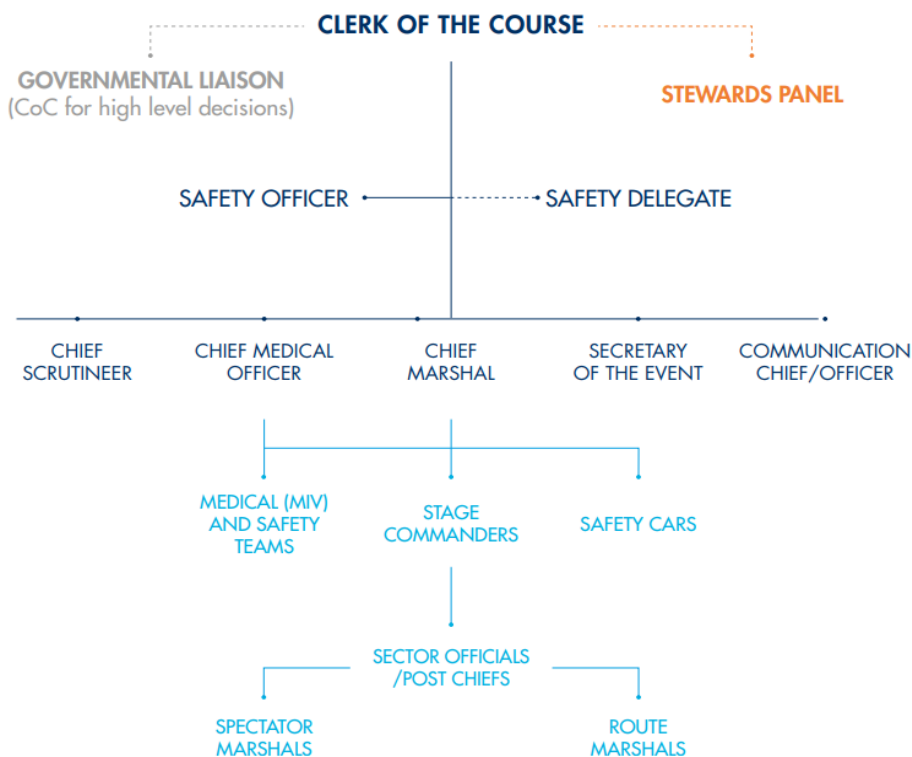 CLERK OF THE COURSE
GOVERNMENTAL LIAISON
(CoC for high level decisions)
STEWARDS PANEL
SAFETY OFFICER
SAFETY DELEGATE
CHIEF
SCRUTINEER
CHIEF MEDICAL
OFFICER
CHIEF
MARSHAL
SECRETARY
OF THE EVENT
COMMUNICATION
CHIEF/OFFICER
MEDICAL (MIV)
AND SAFETY
TEAMS
STAGE
COMMANDERS
SAFETY CARS
SECTOR OFFICIALS
/POST CHIEFS
SPECTATOR
MARSHALS
ROUTE
MARSHALS